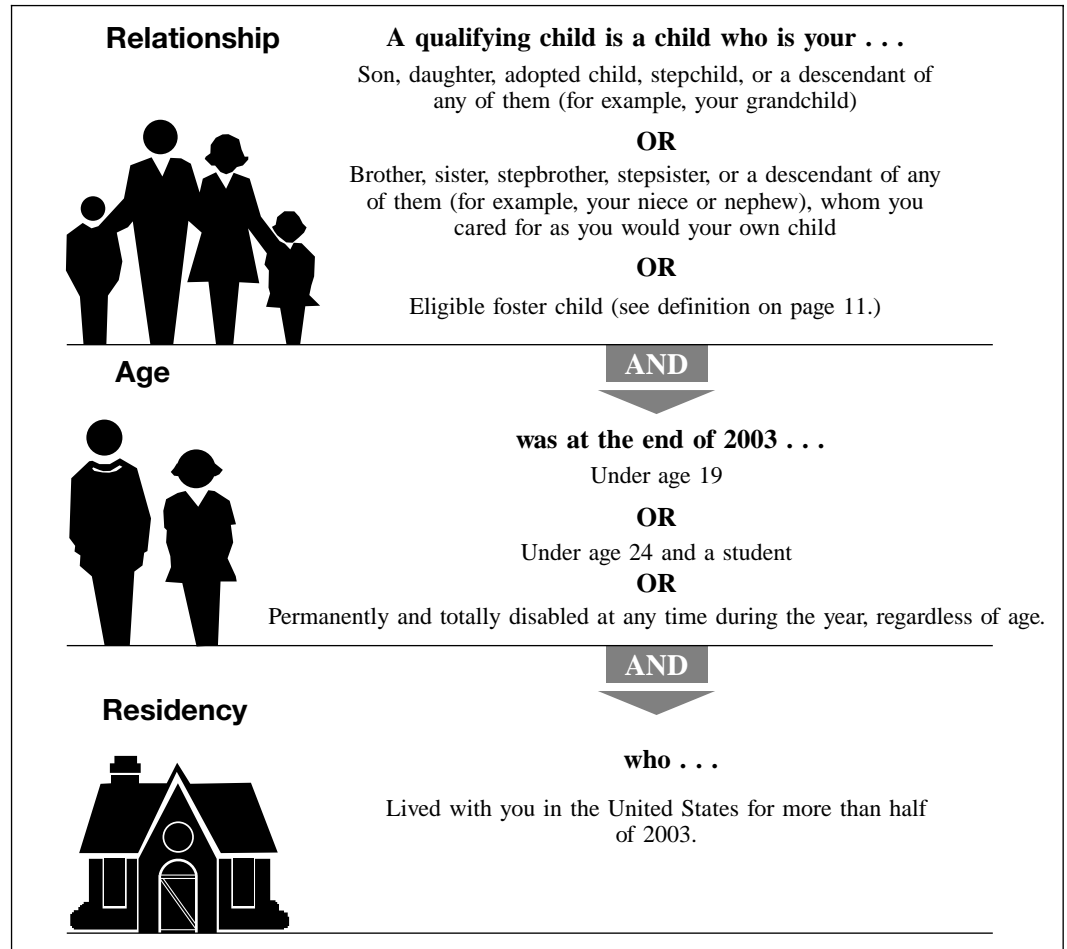 Relationship
A qualifying child is a child who is your . . .
Son, daughter, adopted child, stepchild, or a descendant of
any of them (for example, your grandchild)
OR
Brother, sister, stepbrother, stepsister, or a descendant of any
of them (for example, your niece or nephew), whom you
cared for as you would your own child
OR
Eligible foster child (see definition on page 11.)
AND
Age
was at the end of 2003 . . .
Under age 19
OR
Under age 24 and a student
OR
Permanently and totally disabled at any time during the year, regardless of age.
AND
Residency
who . . .
Lived with you in the United States for more than half
of 2003.